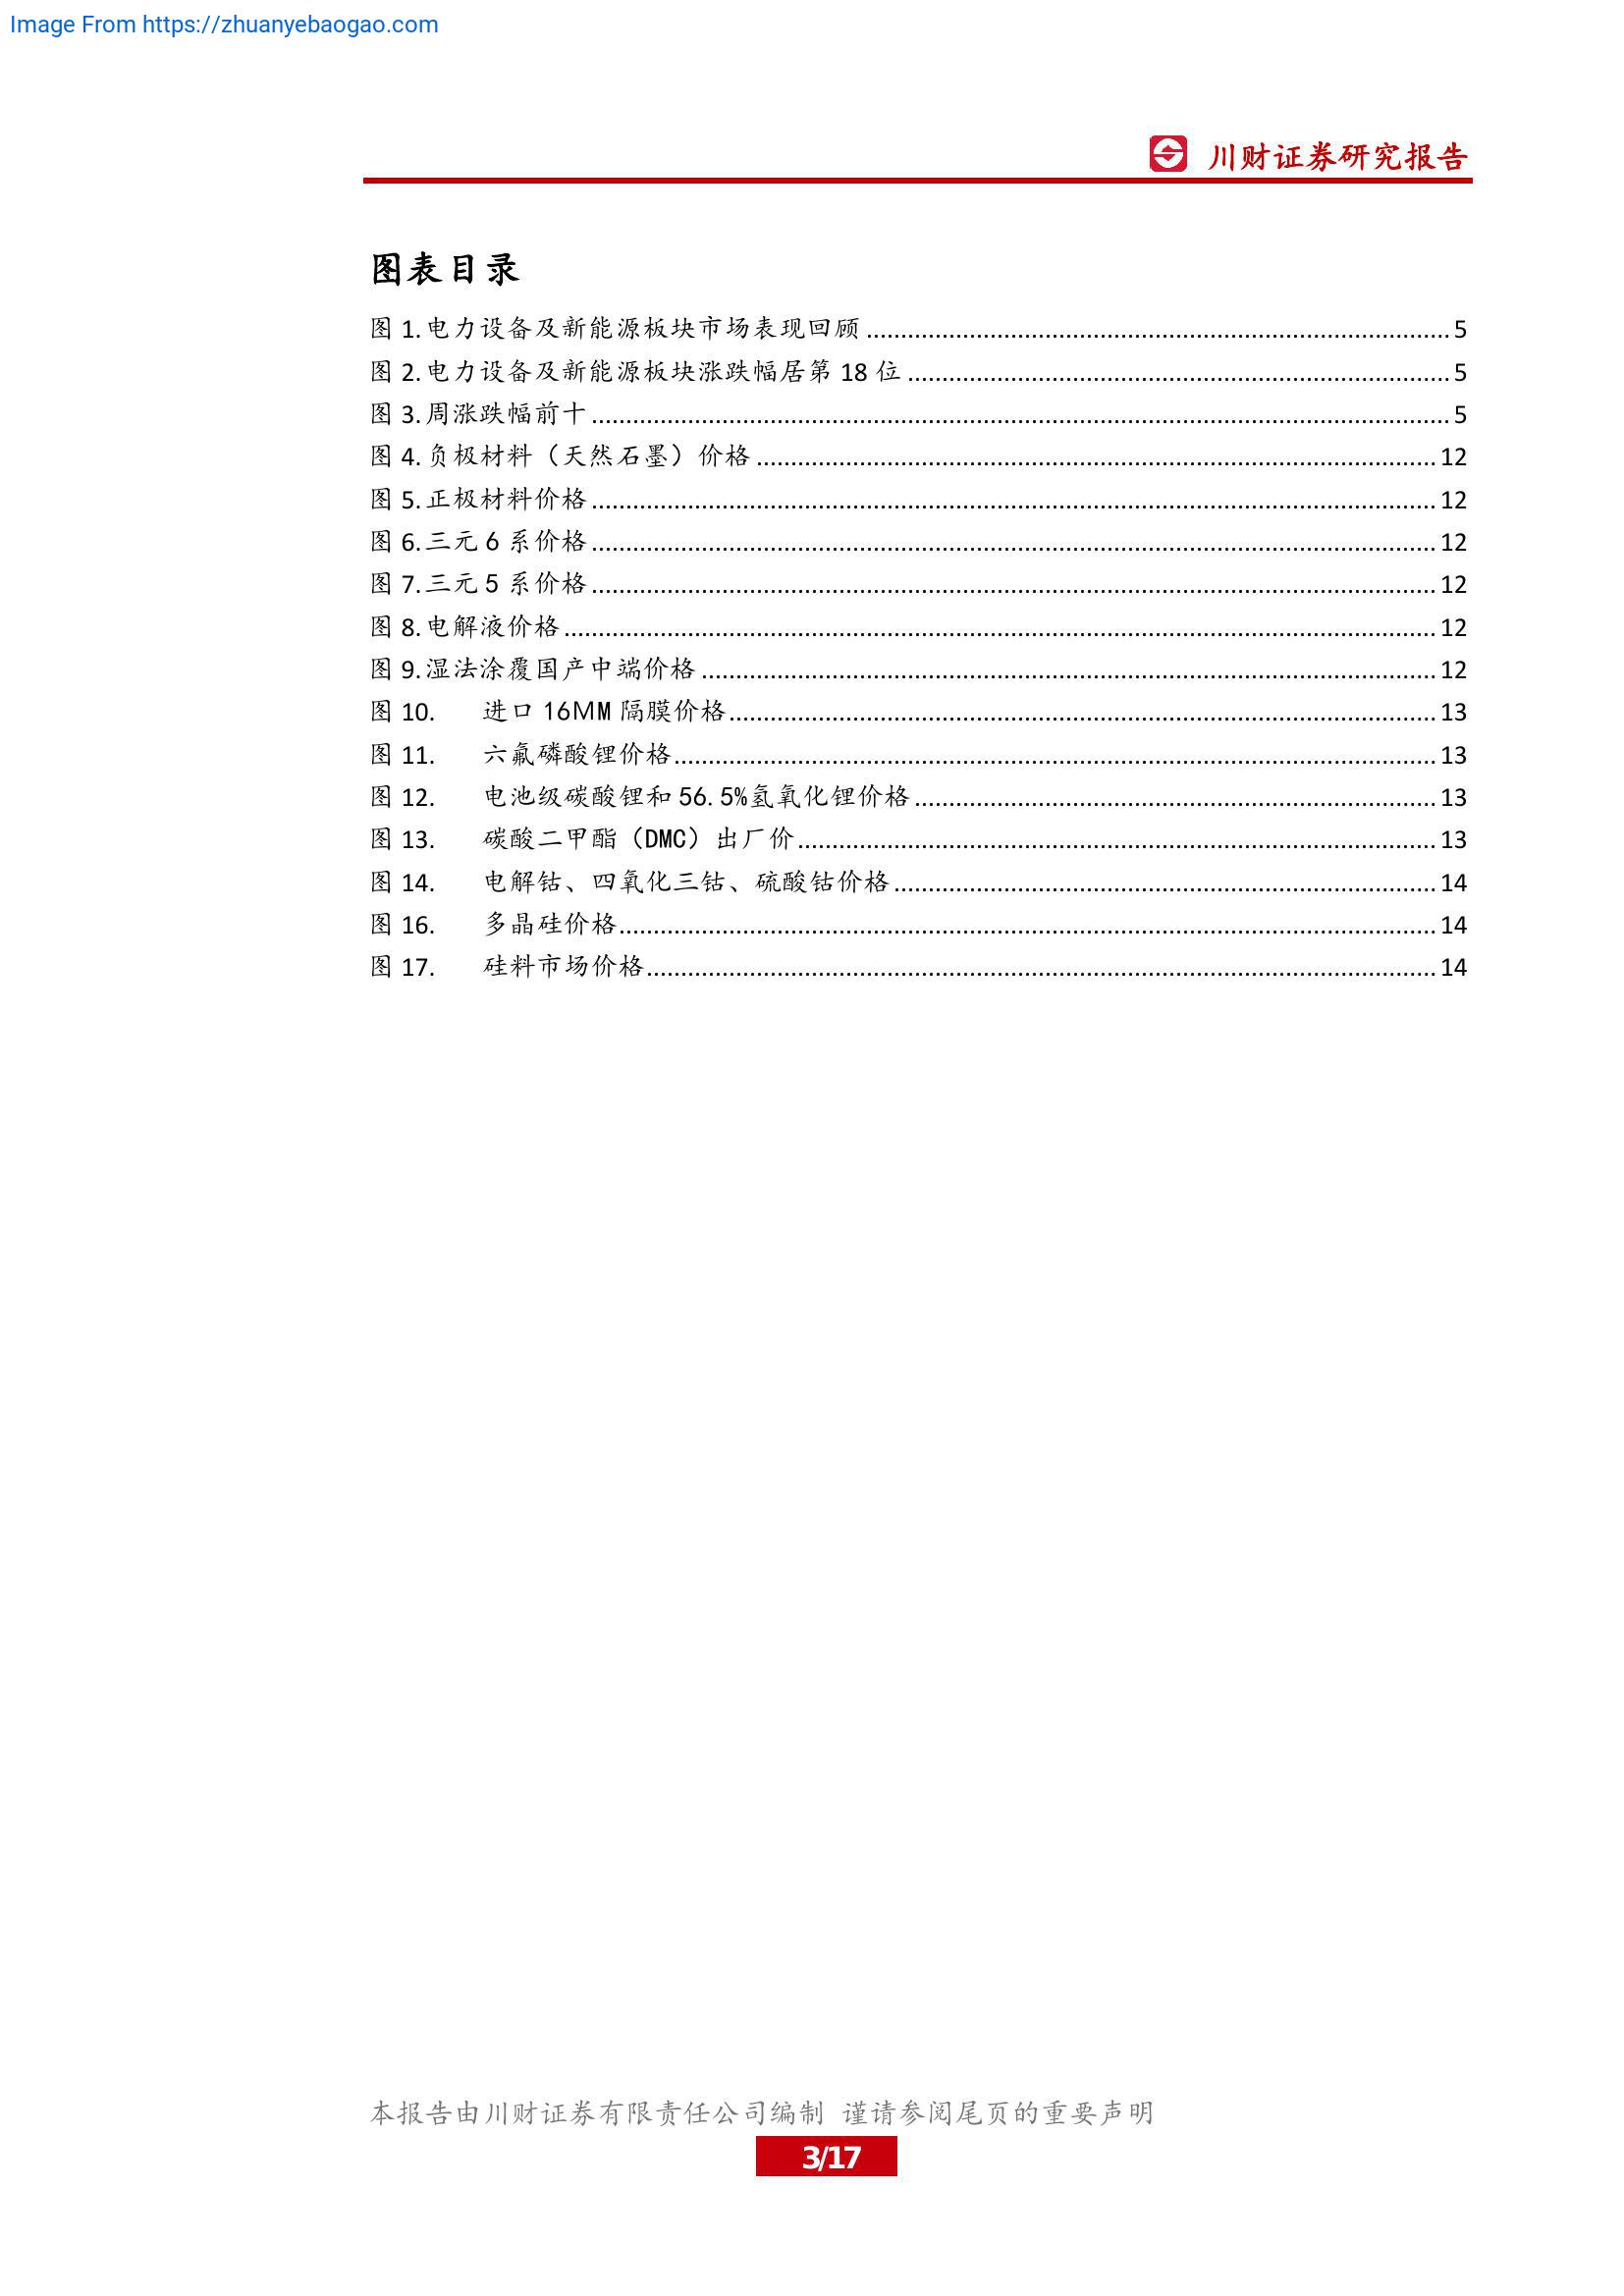 Image From https://zhuanyebaogao.com
川财证券研究报告
图表目录
图 1. 电力设备及新能源板块市场表现回顾 5
图 2. 电力设备及新能源板块涨跌幅居第 18 位 5
图 3. 周涨跌幅前十 5
图 4. 负极材料（天然石墨）价格 12
图 5. 正极材料价格 12
图 6. 三元 6 系价格 12
图 7. 三元 5 系价格 12
图 8. 电解液价格 12
图 9. 湿法涂覆国产中端价格 12
图 10. 进口 16MM 隔膜价格 13
图 11. 六氟磷酸锂价格 13
图 12. 电池级碳酸锂和 56.5%氢氧化锂价格 13
图 13. 碳酸二甲酯（DMC）出厂价 13
图 14. 电解钴、四氧化三钴、硫酸钴价格 14
图 16. 多晶硅价格 14
图 17. 硅料市场价格 14
本报告由川财证券有限责任公司编制 谨请参阅尾页的重要声明
3/17